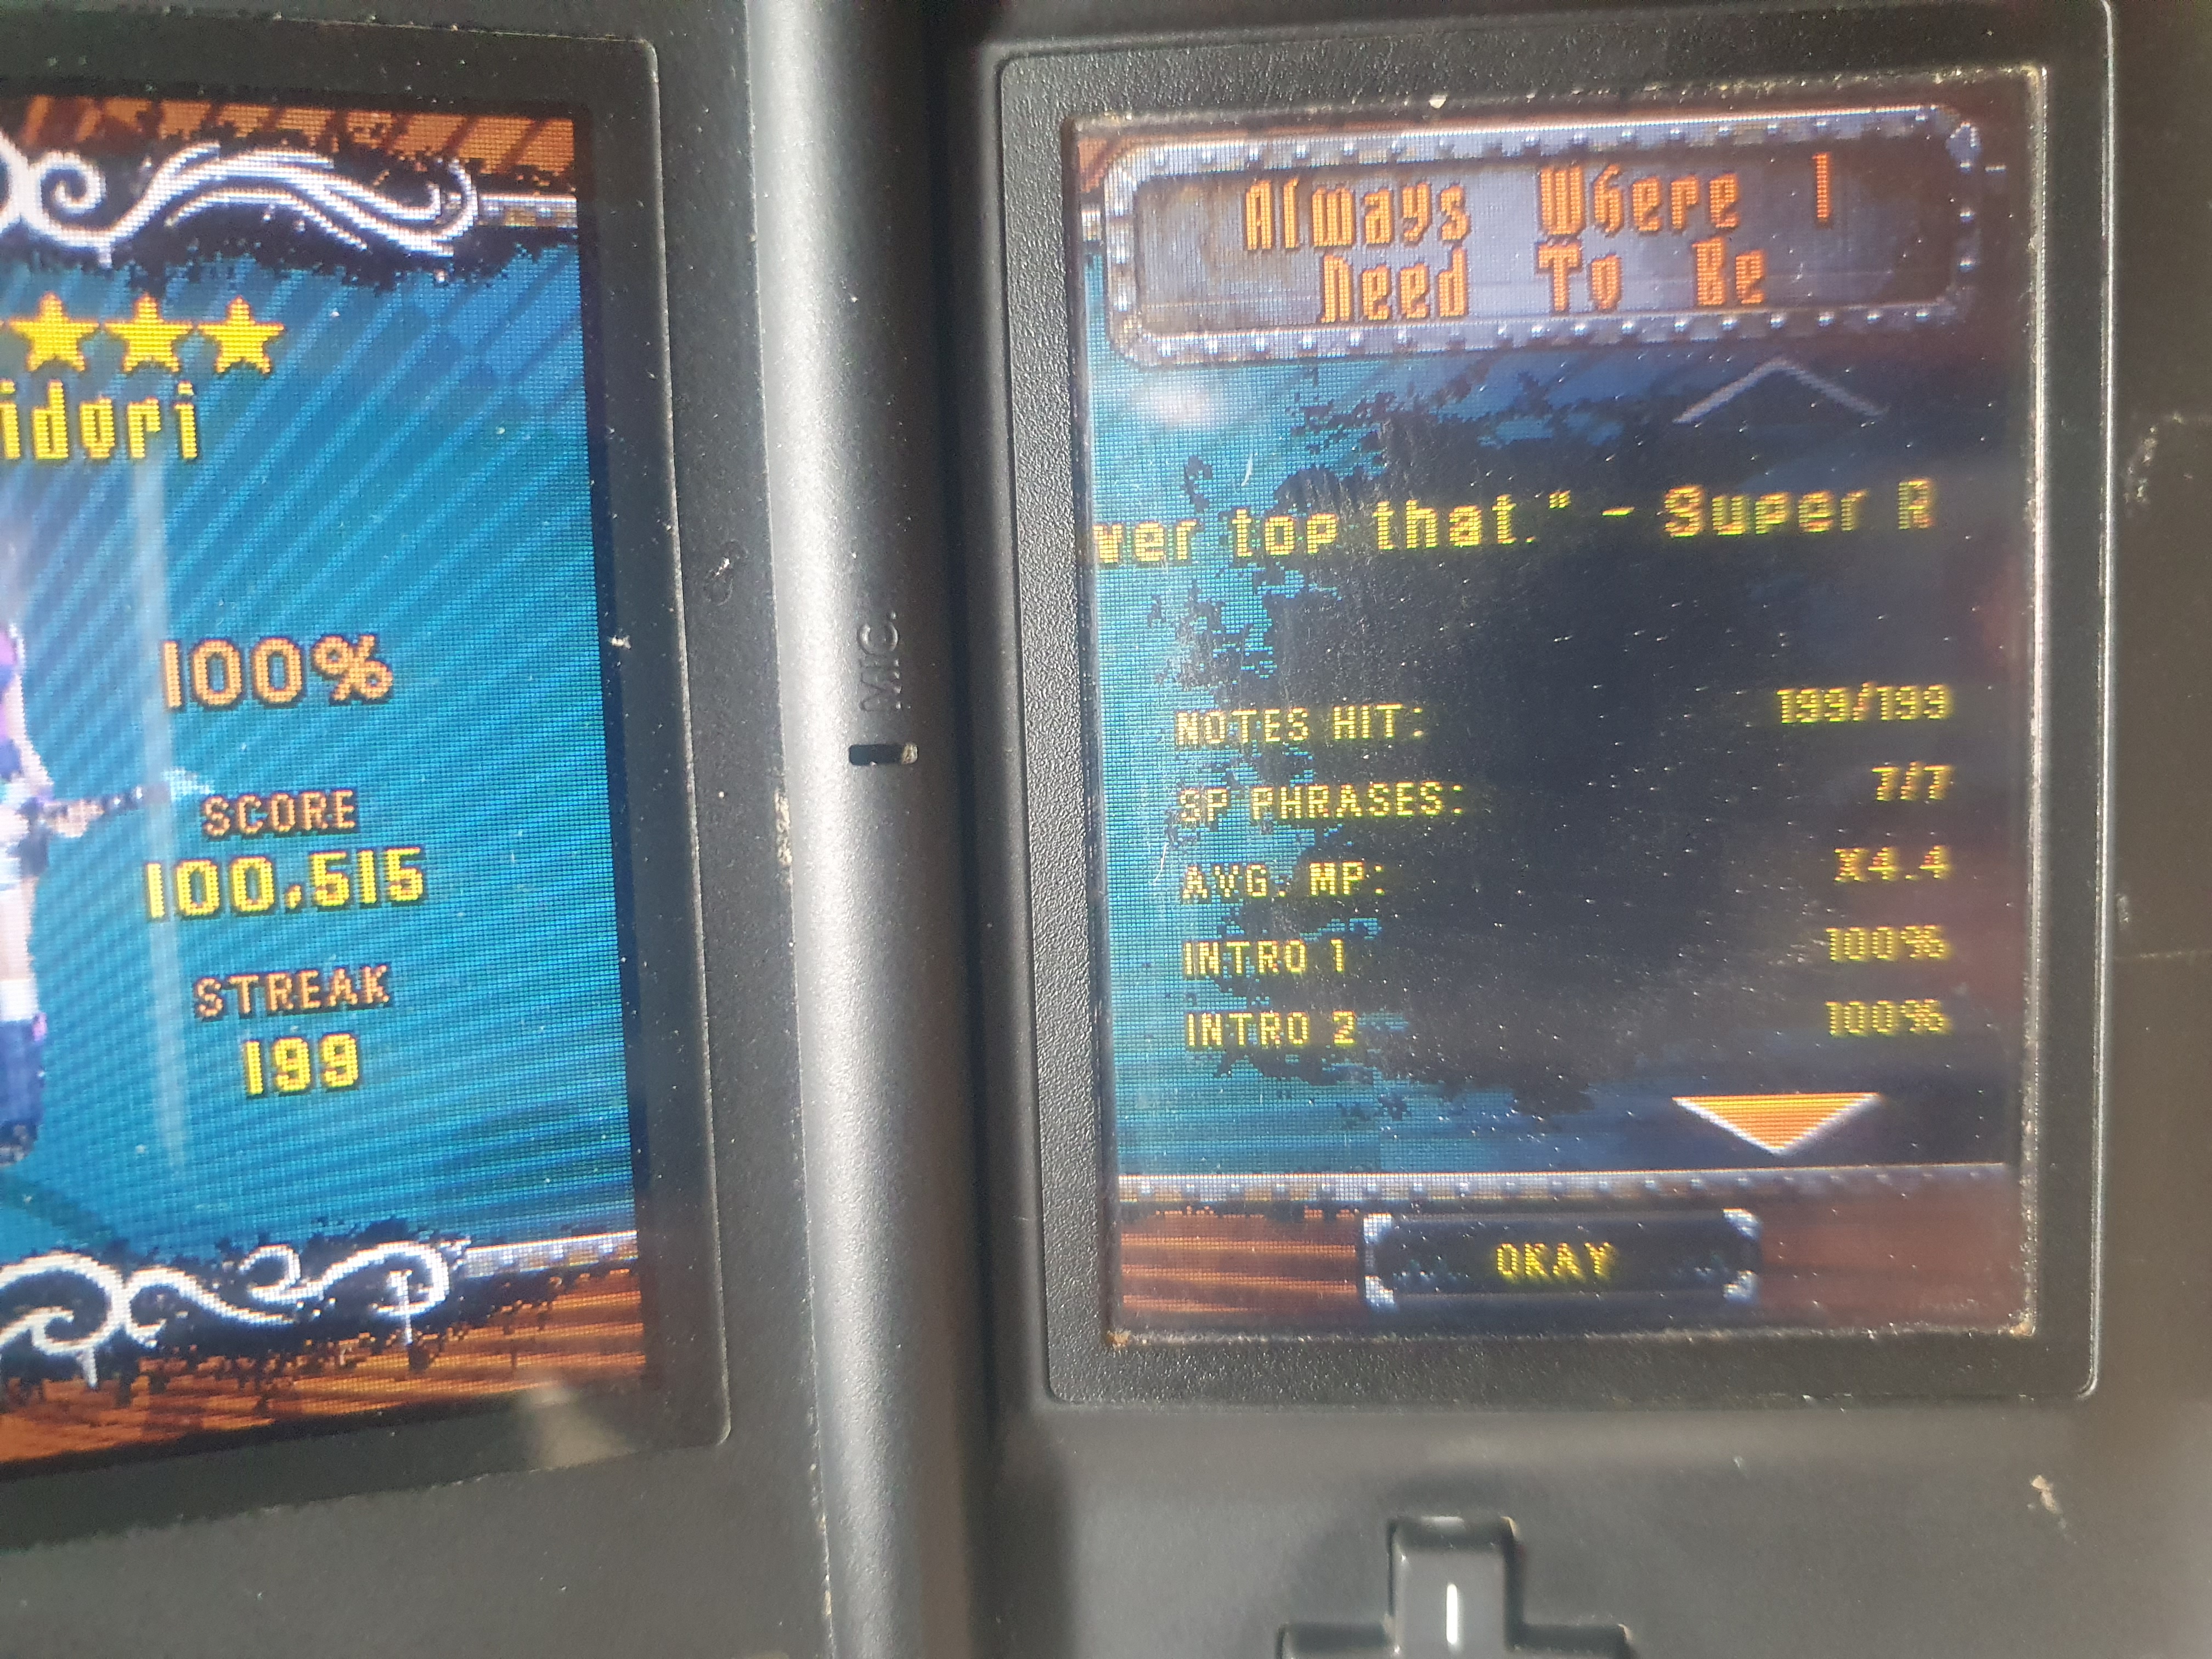 idori
100%
SCORE
100,515
STREAK
199
MIC.
Always Where I
Need To Be
ver top that." - Super R
NOTES HIT: 199/199
SP PHRASES: 7/7
AVG. MP: X4.4
INTRO 1 100%
INTRO 2 100%
OKAY